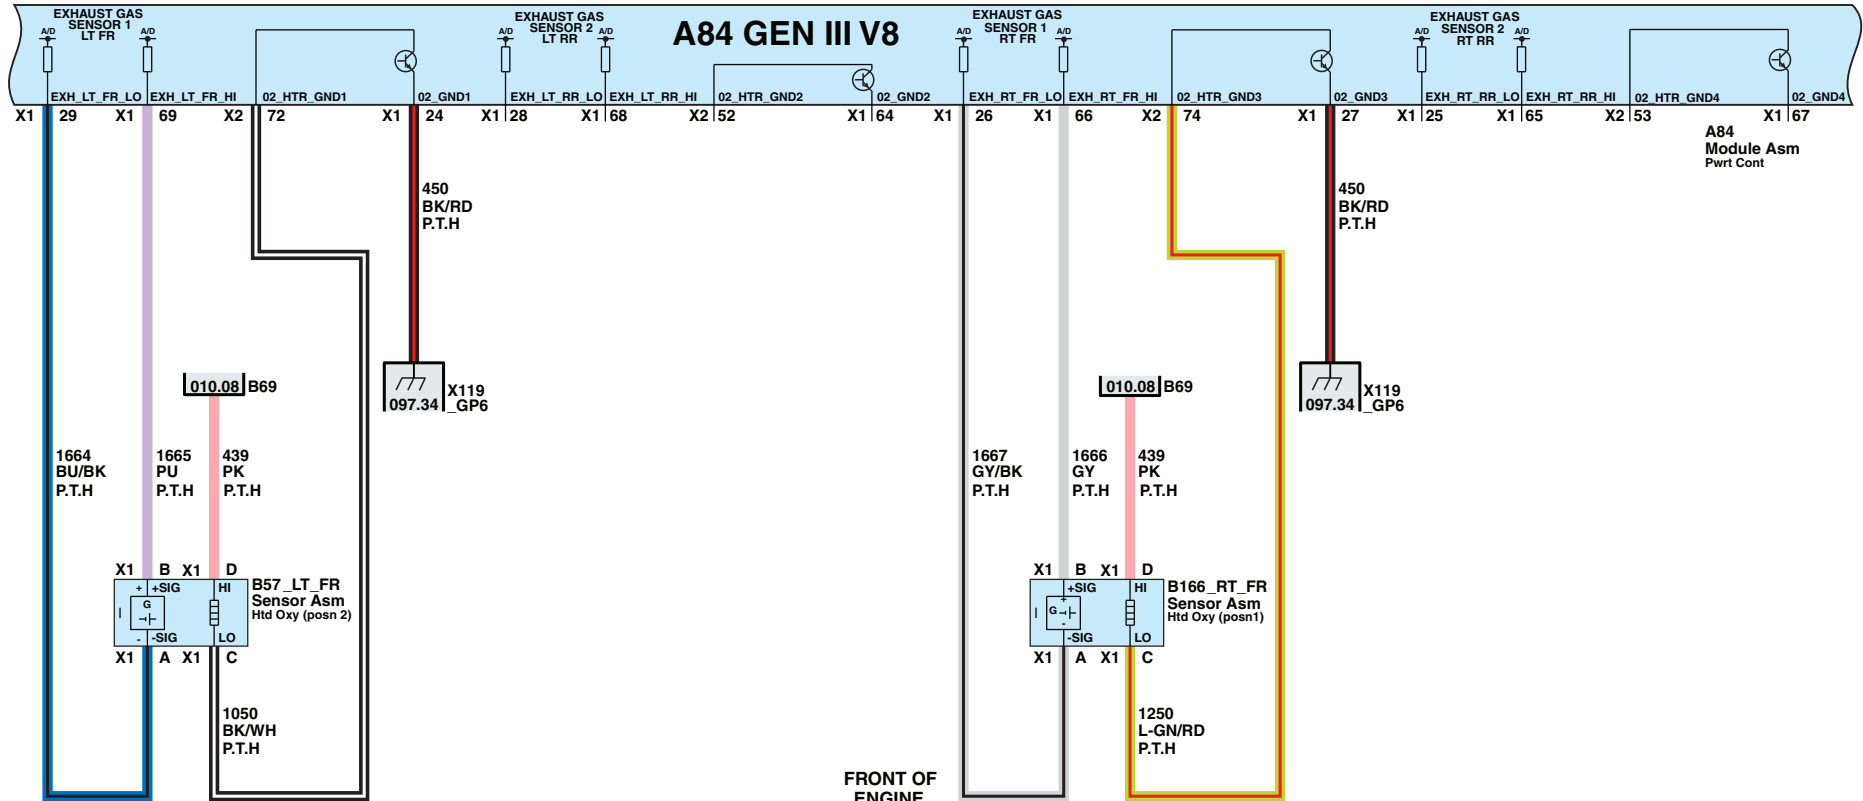 EXHAUST GAS
SENSOR 1
LT FR
EXHAUST GAS
SENSOR 2
LT RR
A84 GEN III V8
EXHAUST GAS
SENSOR 1
RT FR
EXHAUST GAS
SENSOR 2
RT RR
A/D A/D A/D A/D A/D A/D A/D A/D
EXH_LT_FR_LO EXH_LT_FR_HI 02_HTR_GND1 02_GND1 EXH_LT_RR_LO EXH_LT_RR_HI 02_HTR_GND2 02_GND2 EXH_RT_FR_LO EXH_RT_FR_HI 02_HTR_GND3 02_GND3 EXH_RT_RR_LO EXH_RT_RR_HI 02_HTR_GND4 02_GND4
X1 29 X1 69 X2 72 X1 24 X1 28 X1 68 X2 52 X1 64 X1 26 X1 66 X2 74 X1 27 X1 25 X1 65 X2 53 X1 67
A84
Module Asm
Pwrt Cont
450
BK/RD
P.T.H
450
BK/RD
P.T.H
010.08 B69
097.34
X119
_GP6
010.08 B69
097.34
X119
_GP6
1664
BU/BK
P.T.H
1665
PU
P.T.H
439
PK
P.T.H
1667
GY/BK
P.T.H
1666
GY
P.T.H
439
PK
P.T.H
X1 B X1 D
+ +SIG HI
G
I
- -SIG LO
X1 A X1 C
B57_LT_FR
Sensor Asm
Htd Oxy (posn 2)
X1 B X1 D
+SIG HI
+
G
I
-
-SIG LO
X1 A X1 C
B166_RT_FR
Sensor Asm
Htd Oxy (posn1)
1050
BK/WH
P.T.H
1250
L-GN/RD
P.T.H
FRONT OF
ENGINE